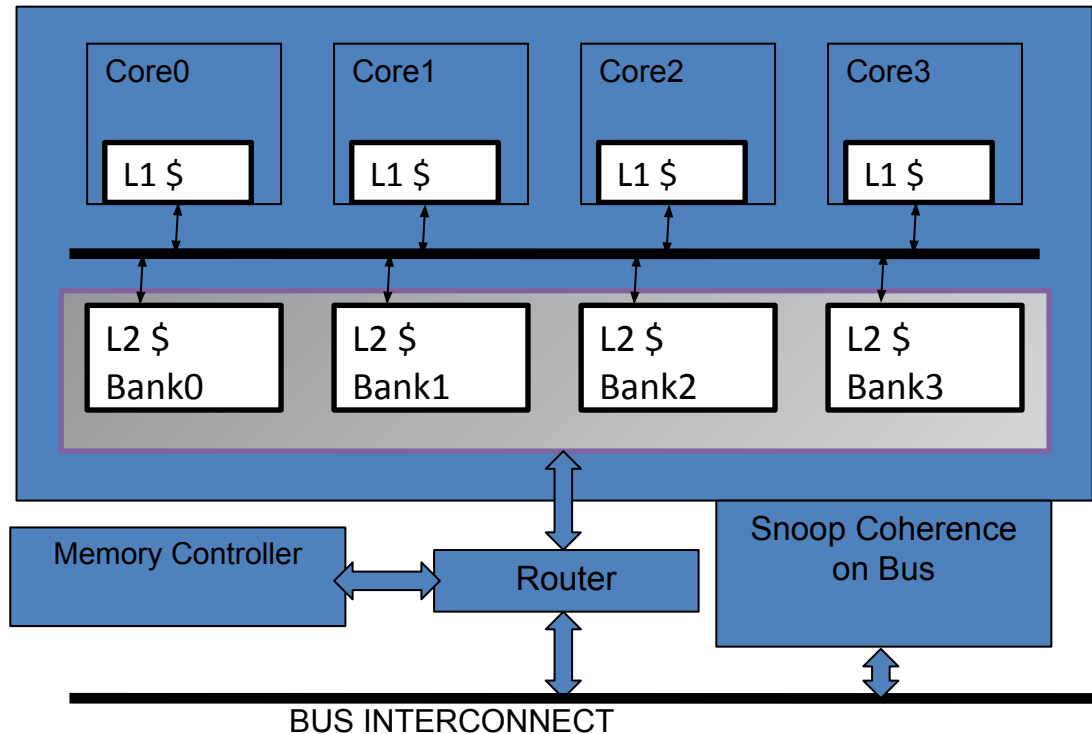 Core0
Core1
Core2
Core3
L1 $
L1 $
L1 $
L1 $
L2 $
Bank0
L2 $
Bank1
L2 $
Bank2
L2 $
Bank3
Memory Controller
Router
Snoop Coherence
on Bus
BUS INTERCONNECT